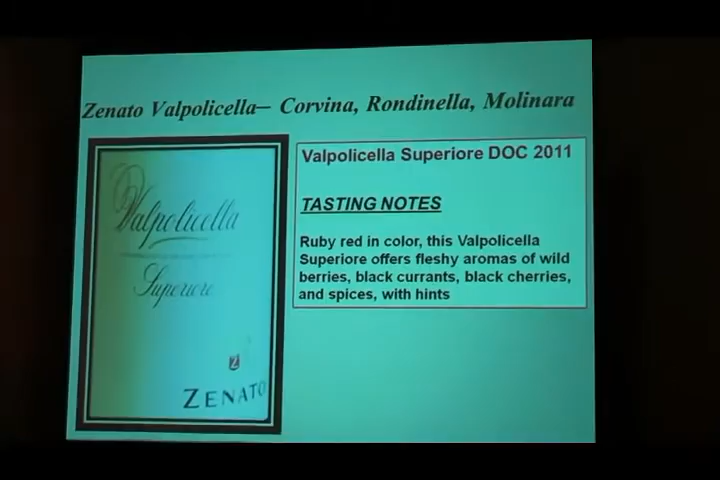 Zenato Valpolicella– Corvina, Rondinella, Molinara
Valpolicella
Superiore
Z
ZENATO
Valpolicella Superiore DOC 2011
TASTING NOTES
Ruby red in color, this Valpolicella
Superiore offers fleshy aromas of wild
berries, black currants, black cherries,
and spices, with hints